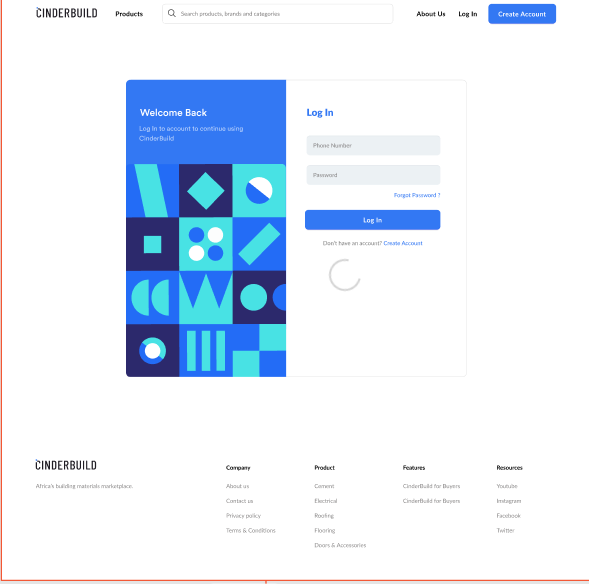 CINDERBUILD
Products
Search products, brands and categories
About Us
Log In
Create Account
Welcome Back
Log In to account to continue using
CinderBuild
Log In
Phone Number
Password
Forgot Password ?
Log In
Don't have an account? Create Account
CINDERBUILD
Africa's building materials marketplace.
Company
About us
Contact us
Privacy policy
Terms & Conditions
Product
Cement
Electrical
Roofing
Flooring
Doors & Accessories
Features
CinderBuild for Buyers
CinderBuild for Buyers
Resources
Youtube
Instagram
Facebook
Twitter